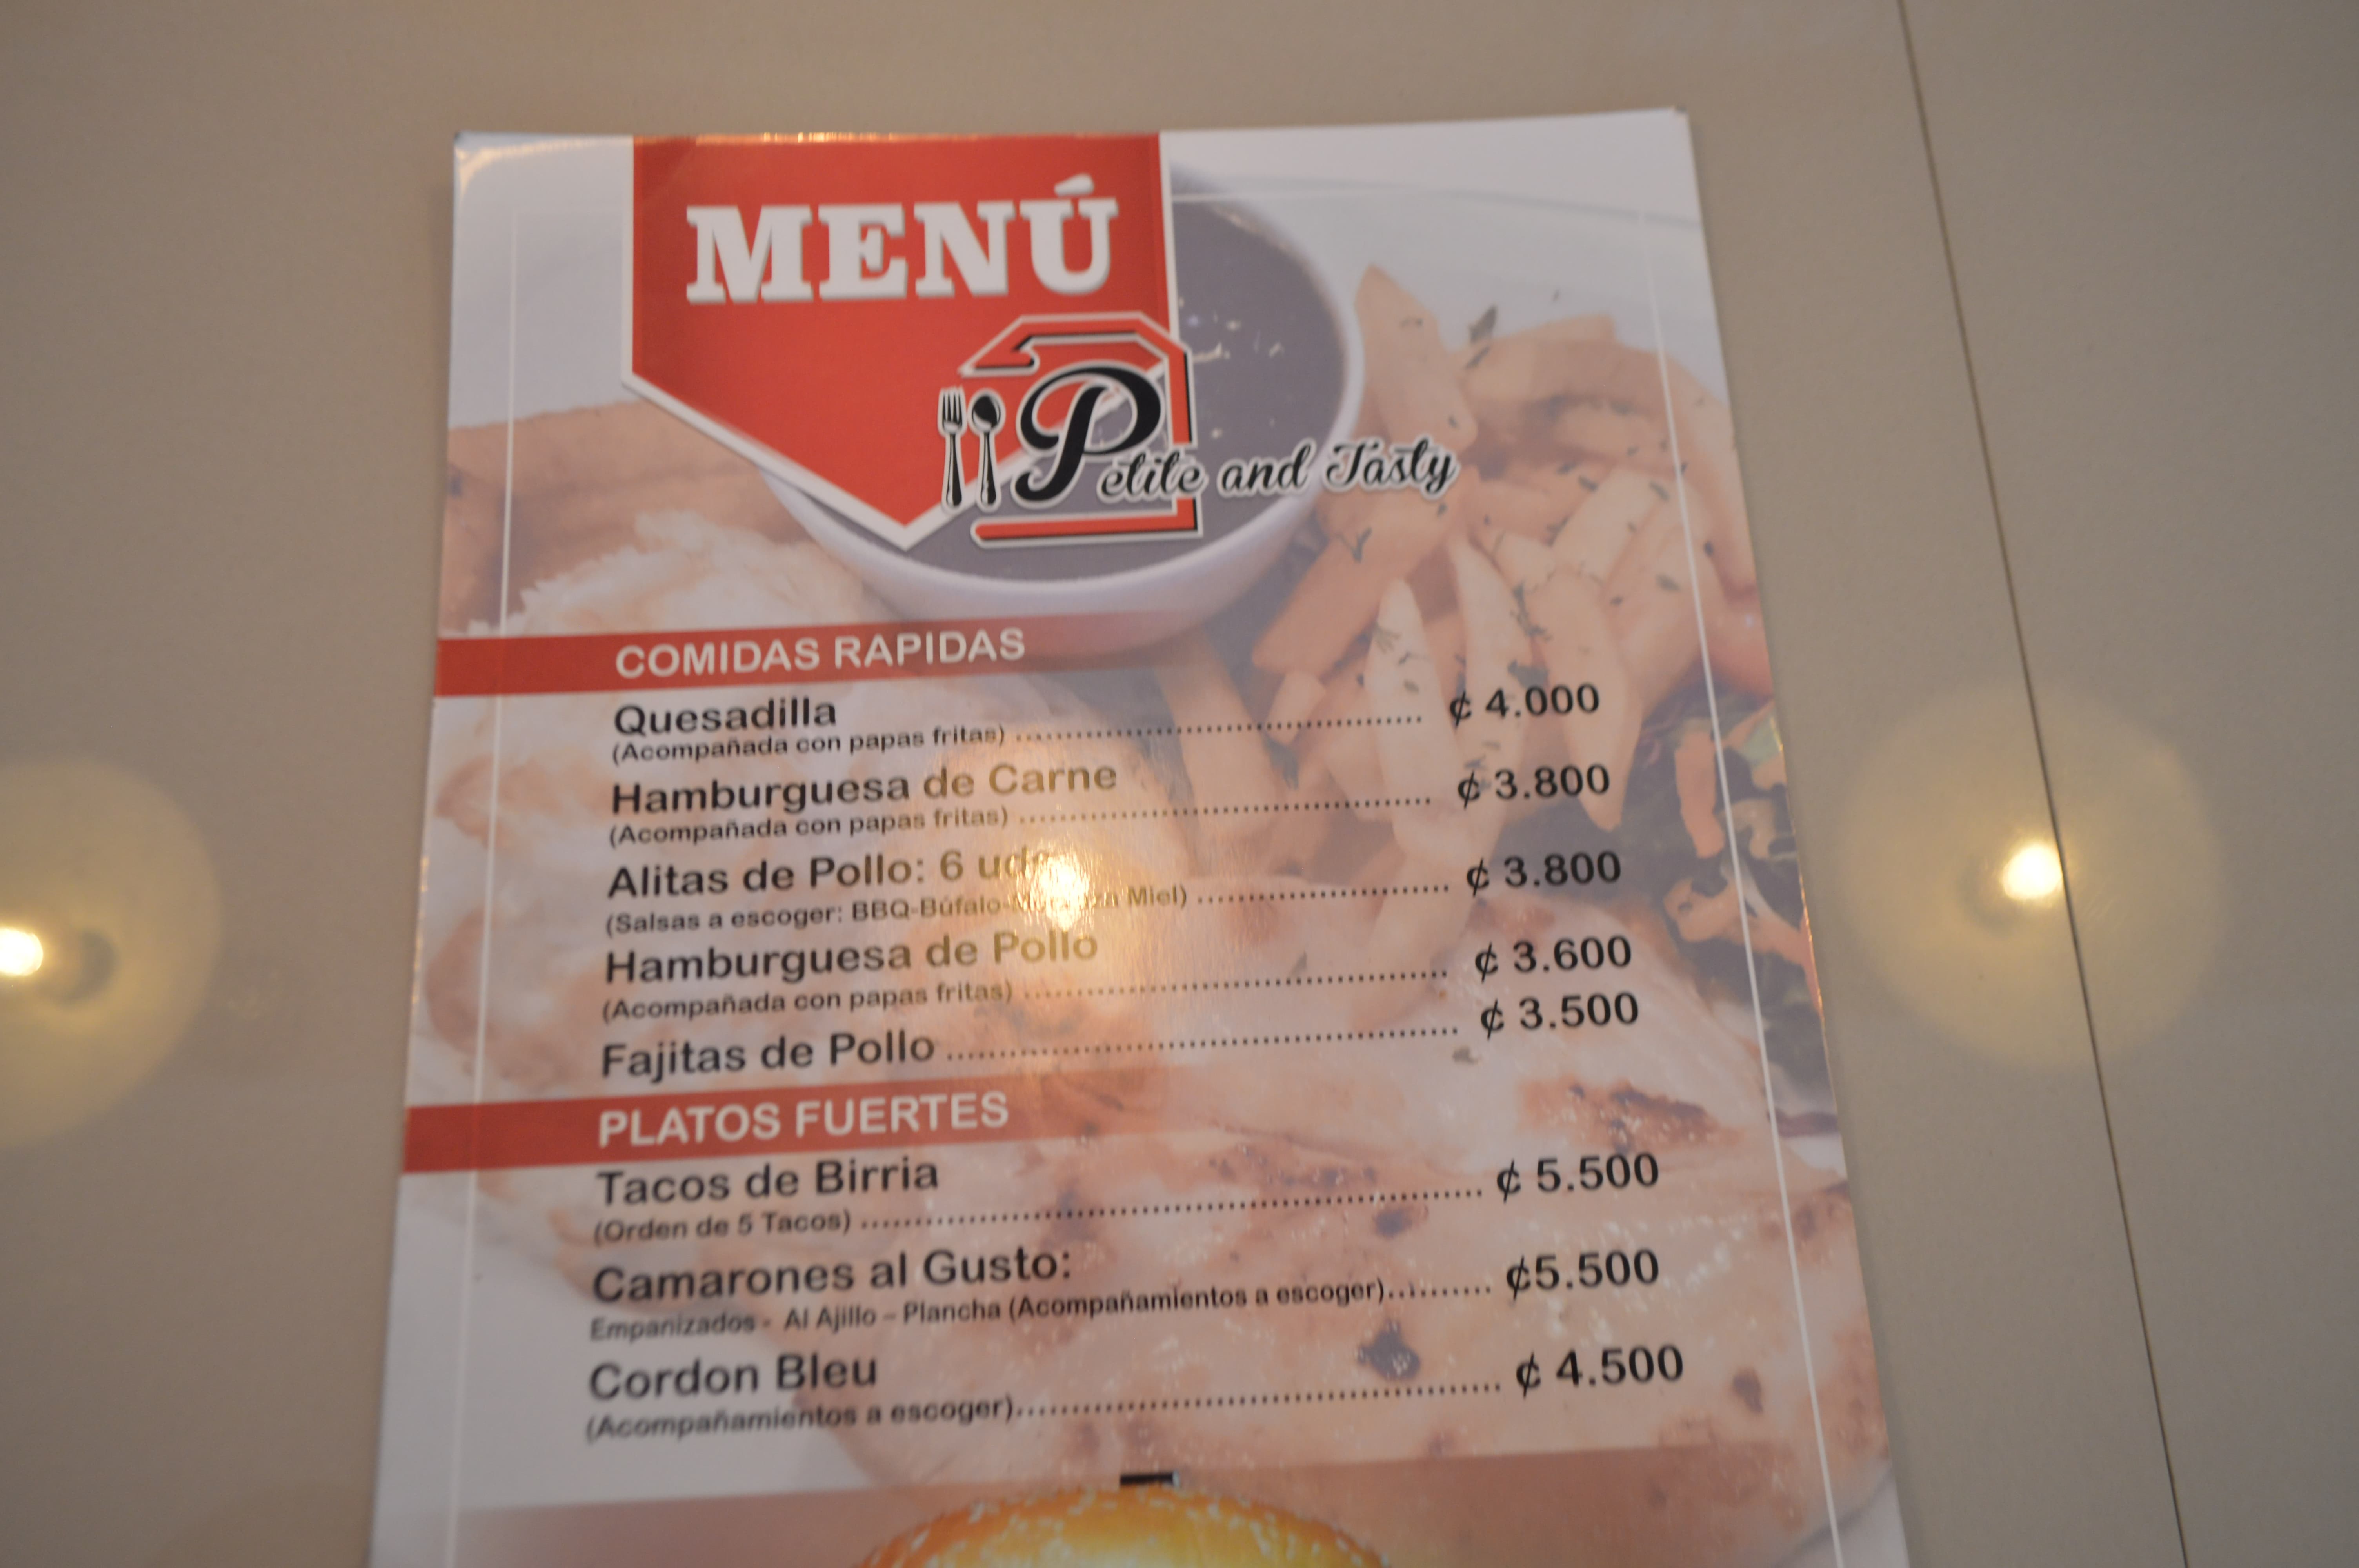 MENÚ
Petite and Tasty
COMIDAS RAPIDAS
Quesadilla
(Acompañada con papas fritas) ........ ¢ 4.000
Hamburguesa de Carne
(Acompañada con papas fritas) ........ ¢ 3.800
Alitas de Pollo: 6
(Salsas a escoger: BBQ-Búfalo- Miel) ........ ¢ 3.800
Hamburguesa de Pollo
(Acompañada con papas fritas) ........ ¢ 3.600
Fajitas de Pollo ........ ¢ 3.500
PLATOS FUERTES
Tacos de Birria
(Orden de 5 Tacos) ........ ¢ 5.500
Camarones al Gusto:
Empanizados - Al Ajillo – Plancha (Acompañamientos a escoger)........ ¢5.500
Cordon Bleu
(Acompañamientos a escoger)........ ¢ 4.500